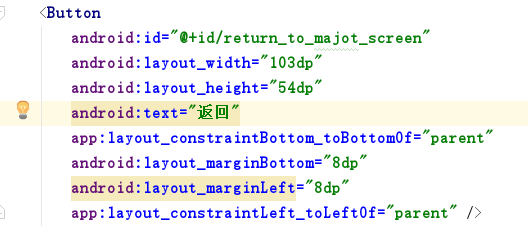 <Button
android:id="@+id/return_to_majot_screen"
android:layout_width="103dp"
android:layout_height="54dp"
android:text="返回"
app:layout_constraintBottom_toBottomOf="parent"
android:layout_marginBottom="8dp"
android:layout_marginLeft="8dp"
app:layout_constraintLeft_toLeftOf="parent" />